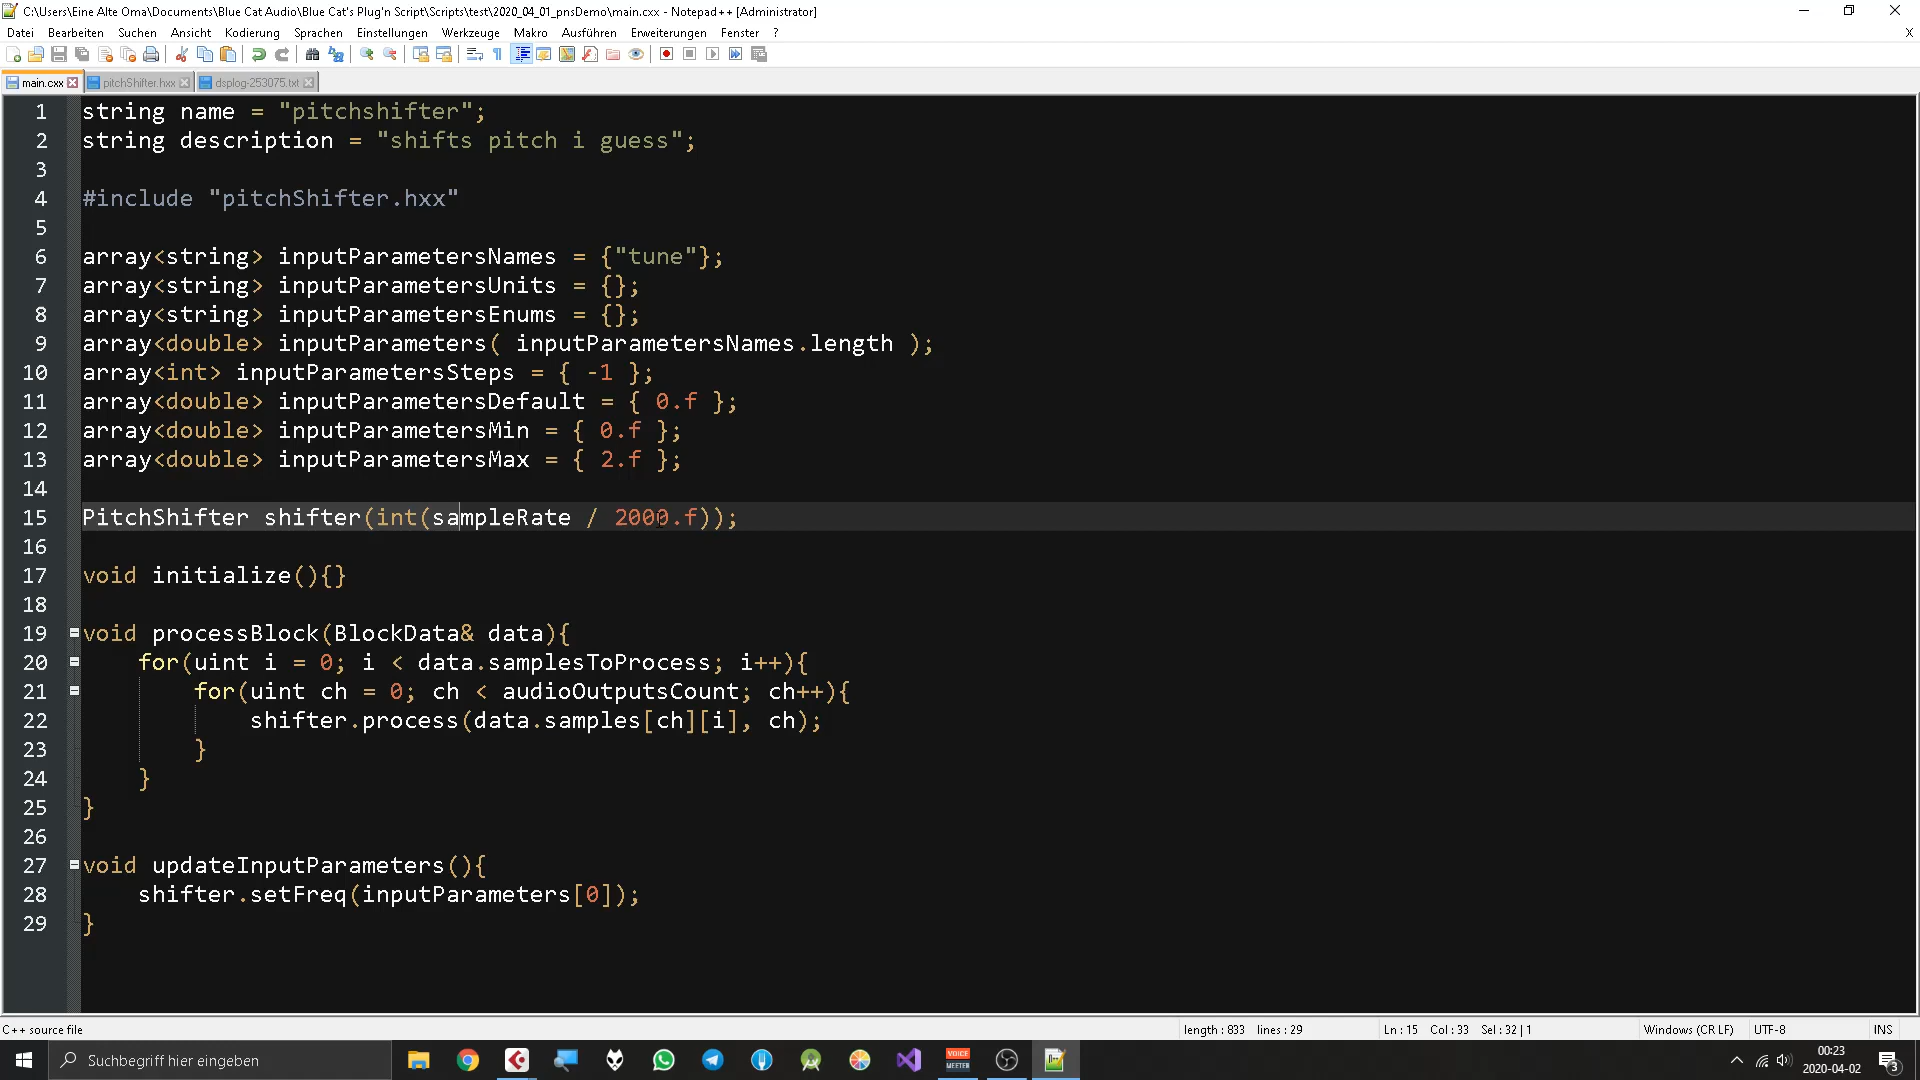 C:\Users\Eine Alte Oma\Documents\Blue Cat Audio\Blue Cat's Plug'n Script\Scripts\test\2020_04_01_pnsDemo\main.cxx - Notepad++ [Administrator]
Datei Bearbeiten Suchen Ansicht Kodierung Sprachen Einstellungen Werkzeuge Makro Ausführen Erweiterungen Fenster ? X
main.cxx pitchShifter.hxx dsplog-253075.txt
1 string name = "pitchshifter";
2 string description = "shifts pitch i guess";
3
4 #include "pitchShifter.hxx"
5
6 array<string> inputParametersNames = {"tune"};
7 array<string> inputParametersUnits = {};
8 array<string> inputParametersEnums = {};
9 array<double> inputParameters( inputParametersNames.length );
10 array<int> inputParametersSteps = { -1 };
11 array<double> inputParametersDefault = { 0.f };
12 array<double> inputParametersMin = { 0.f };
13 array<double> inputParametersMax = { 2.f };
14
15 PitchShifter shifter(int(sampleRate / 2000.f));
16
17 void initialize(){}
18
19 void processBlock(BlockData& data){
20 for(uint i = 0; i < data.samplesToProcess; i++){
21 for(uint ch = 0; ch < audioOutputsCount; ch++){
22 shifter.process(data.samples[ch][i], ch);
23 }
24 }
25 }
26
27 void updateInputParameters(){
28 shifter.setFreq(inputParameters[0]);
29 }
C++ source file length : 833 lines : 29 Ln : 15 Col : 33 Sel : 32 | 1 Windows (CR LF) UTF-8 INS
Suchbegriff hier eingeben
VOICE
MEETER
00:23
2020-04-02
3